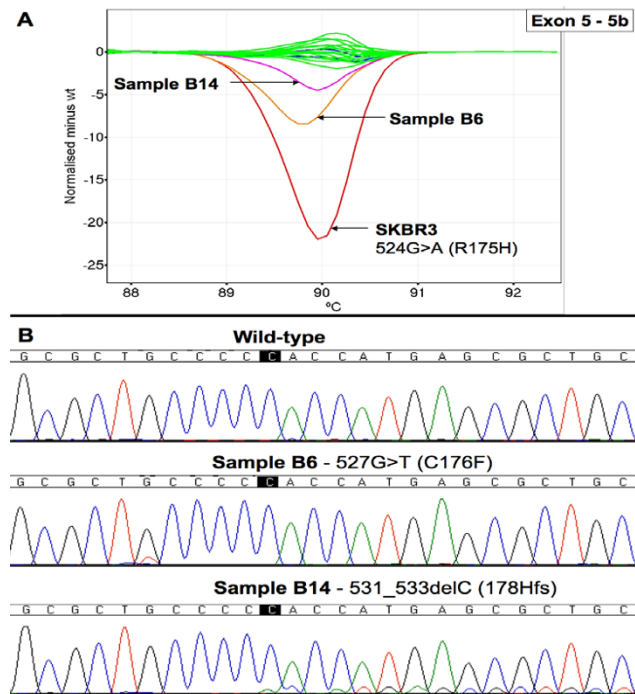 A
Exon 5 - 5b
0
-5
-10
-15
-20
-25
Normalised minus wt
Sample B14
Sample B6
SKBR3
524G>A (R175H)
88 89 90 91 92
ºC
B
Wild-type
G C G C T G C C C C C A C C A T G A G C G C T G C
Sample B6 - 527G>T (C176F)
G C G C T G C C C C C A C C A T G A G C G C T G C
Sample B14 - 531_533delC (178Hfs)
G C G C T G C C C C C A C C A T G A G C G C T G C